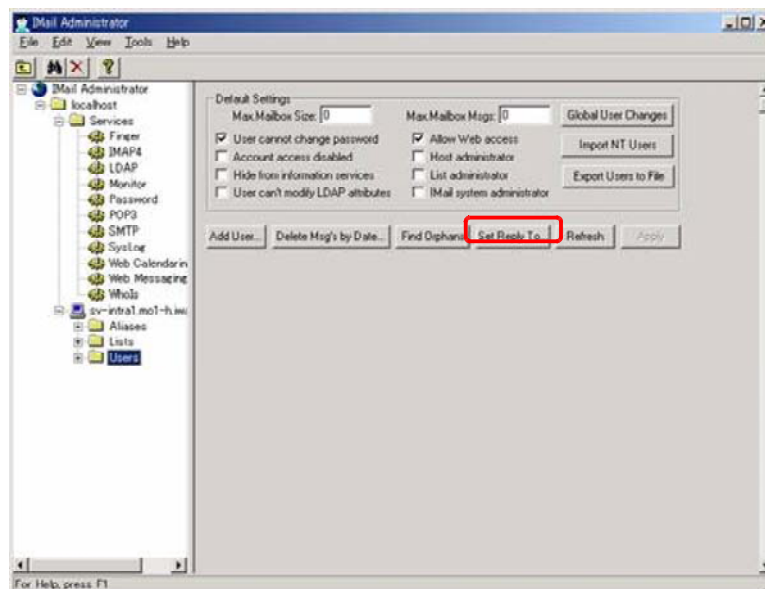 IMail Administrator
File Edit View Tools Help
IMail Administrator
localhost
Services
Finger
IMAP4
LDAP
Monitor
Password
POP3
SMTP
SysLog
Web Calendarin
Web Messaging
WhoIs
sv-intra1.mo1-h.iwa
Aliases
Lists
Users
Default Settings
Max.Mailbox Size: 0
Max.Mailbox Msgs: 0
Global User Changes
User cannot change password
Allow Web access
Import NT Users
Account access disabled
Host administrator
Hide from information services
List administrator
Export Users to File
User can't modify LDAP attributes
IMail system administrator
Add User... Delete Msg's by Date... Find Orphans Set Reply To... Refresh Apply
For Help, press F1